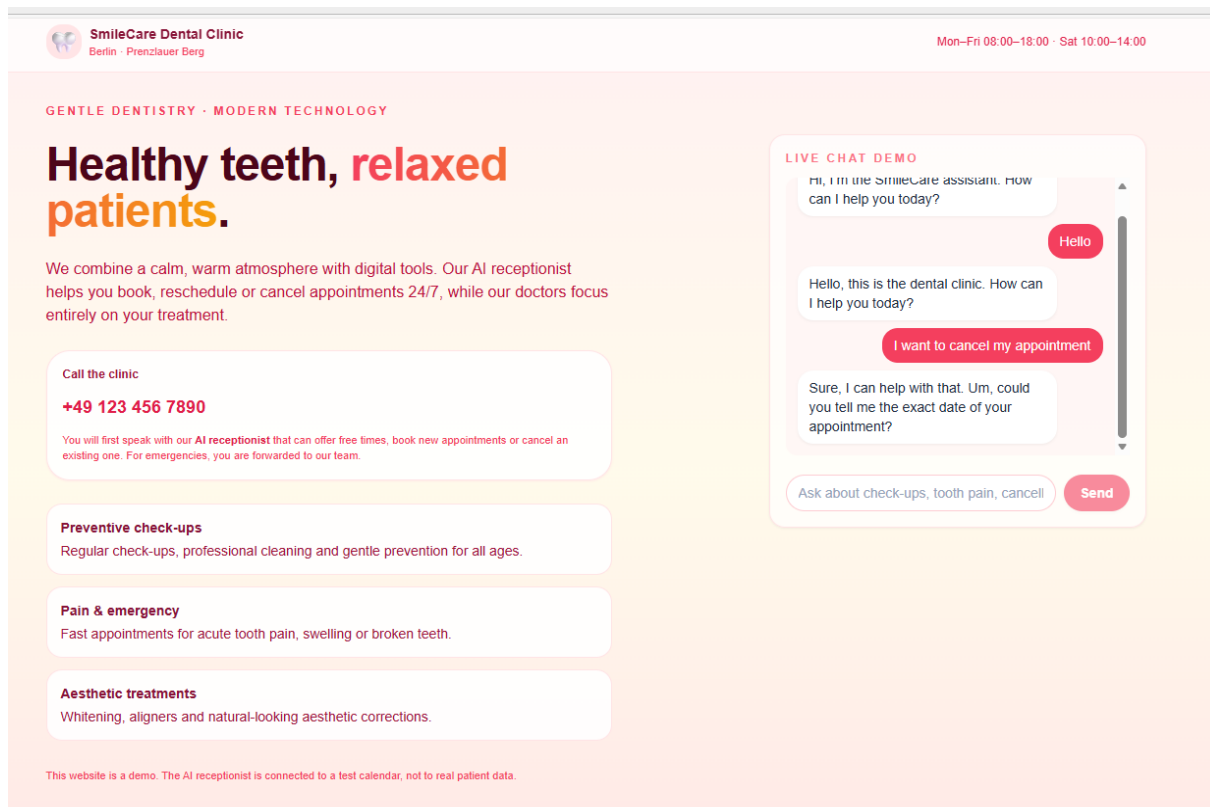 SmileCare Dental Clinic
Berlin · Prenzlauer Berg
Mon–Fri 08:00–18:00 · Sat 10:00–14:00
GENTLE DENTISTRY · MODERN TECHNOLOGY
Healthy teeth, relaxed
patients.
We combine a calm, warm atmosphere with digital tools. Our AI receptionist
helps you book, reschedule or cancel appointments 24/7, while our doctors focus
entirely on your treatment.
Call the clinic
+49 123 456 7890
You will first speak with our AI receptionist that can offer free times, book new appointments or cancel an
existing one. For emergencies, you are forwarded to our team.
Preventive check-ups
Regular check-ups, professional cleaning and gentle prevention for all ages.
Pain & emergency
Fast appointments for acute tooth pain, swelling or broken teeth.
Aesthetic treatments
Whitening, aligners and natural-looking aesthetic corrections.
This website is a demo. The AI receptionist is connected to a test calendar, not to real patient data.
LIVE CHAT DEMO
Hi, I'm the SmileCare assistant. How
can I help you today?
Hello
Hello, this is the dental clinic. How can
I help you today?
I want to cancel my appointment
Sure, I can help with that. Um, could
you tell me the exact date of your
appointment?
Ask about check-ups, tooth pain, cancell
Send